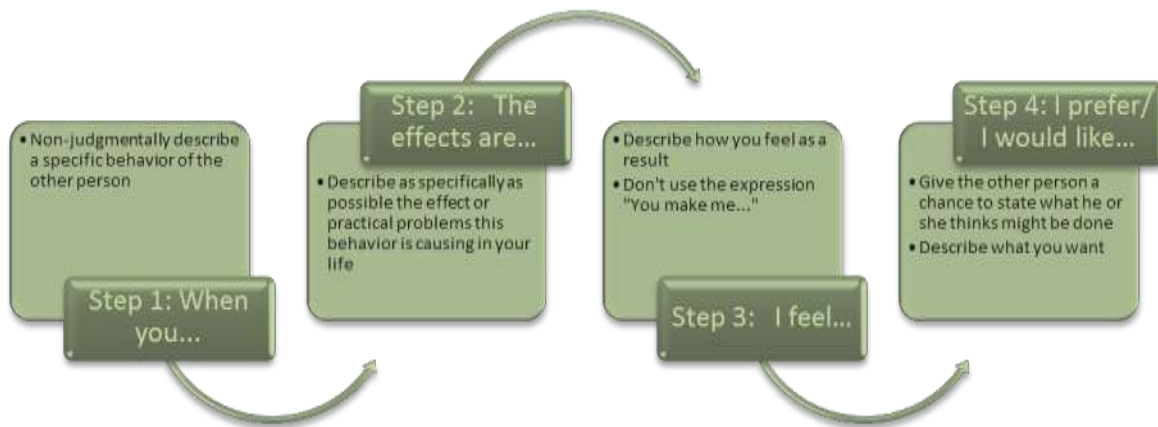 • Non-judgmentally describe
a specific behavior of the
other person
Step 1: When
you...
Step 2: The
effects are...
• Describe as specifically as
possible the effect or
practical problems this
behavior is causing in your
life
• Describe how you feel as a
result
• Don't use the expression
"You make me..."
Step 3: I feel...
Step 4: I prefer/
I would like...
• Give the other person a
chance to state what he or
she thinks might be done
• Describe what you want